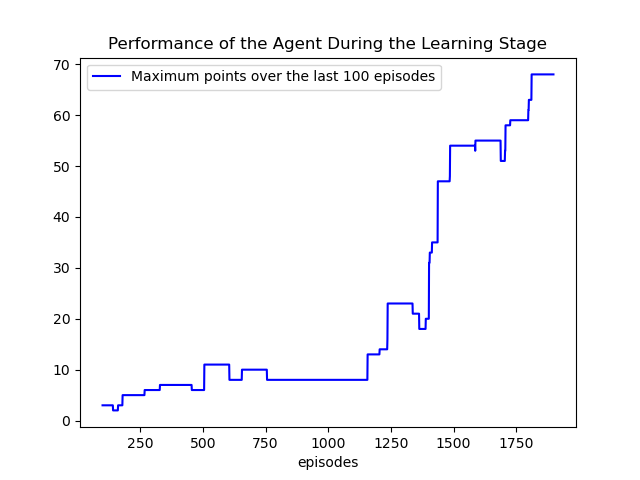 Performance of the Agent During the Learning Stage
Maximum points over the last 100 episodes
70
60
50
40
30
20
10
0
250 500 750 1000 1250 1500 1750
episodes